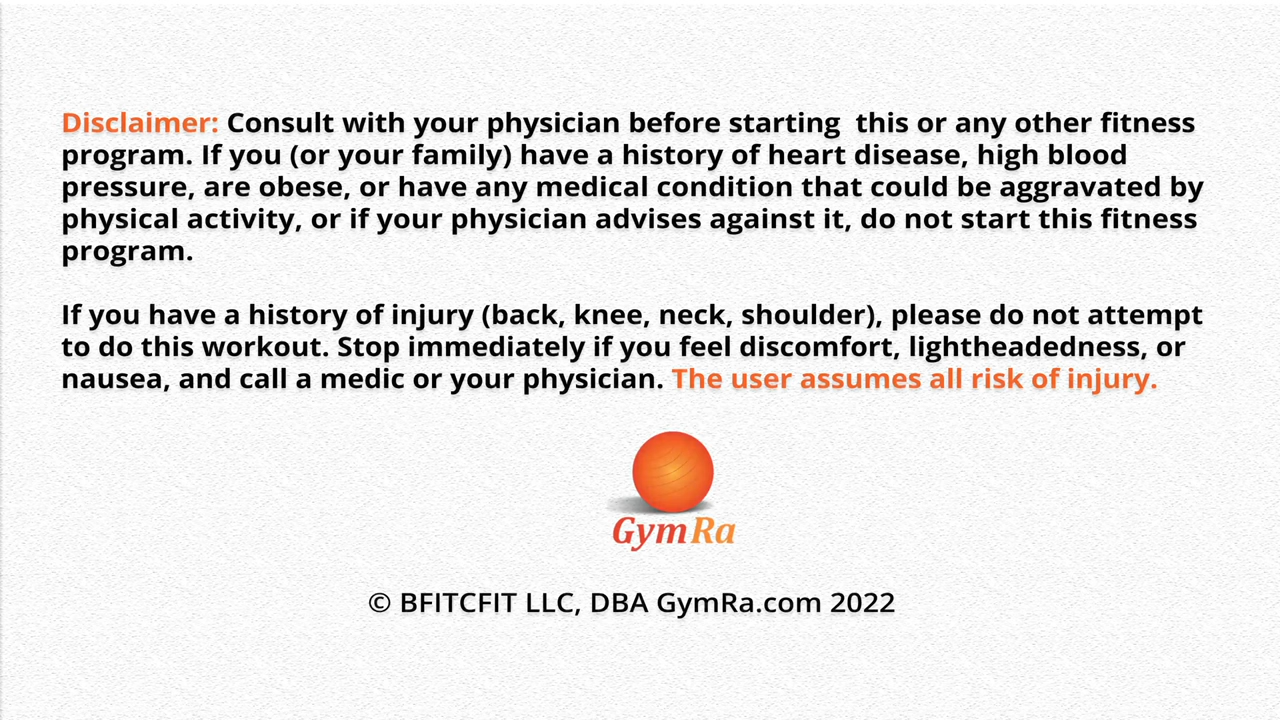 Disclaimer: Consult with your physician before starting  this or any other fitness
program. If you (or your family) have a history of heart disease, high blood
pressure, are obese, or have any medical condition that could be aggravated by
physical activity, or if your physician advises against it, do not start this fitness
program.
If you have a history of injury (back, knee, neck, shoulder), please do not attempt
to do this workout. Stop immediately if you feel discomfort, lightheadedness, or
nausea, and call a medic or your physician. The user assumes all risk of injury.
GymRa
© BFITCFIT LLC, DBA GymRa.com 2022